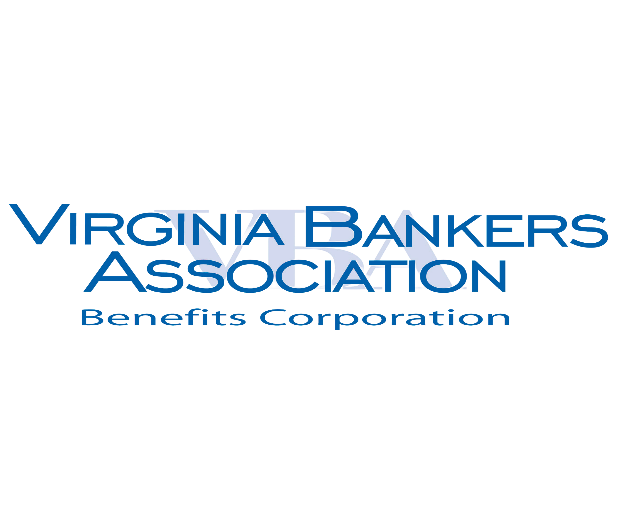 VBA
VIRGINIA BANKERS
ASSOCIATION
Benefits Corporation